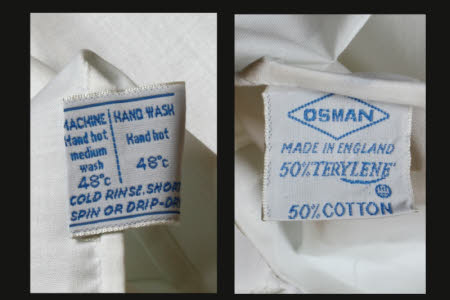 MACHINE HAND WASH
Hand hot Hand hot
medium
wash
48°c 48°c
COLD RINSE. SHORT
SPIN OR DRIP-DRY
OSMAN
MADE IN ENGLAND
50% TERYLENE
50% COTTON